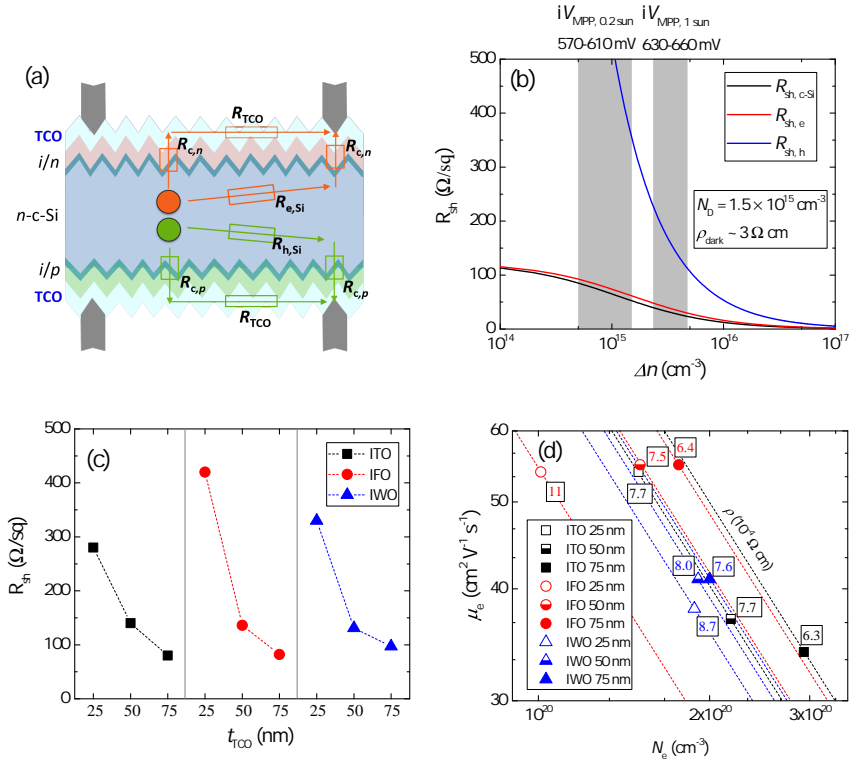 (a)
R_TCO
TCO
R_c,n
R_c,n
i/n
R_e,Si
n-c-Si
R_h,Si
i/p
R_c,p
R_c,p
TCO
R_TCO
iV_MPP, 0.2 sun iV_MPP, 1 sun
570-610 mV 630-660 mV
(b)
500
400
300
200
100
0
R_sh (Ω/sq)
R_sh, c-Si
R_sh, e
R_sh, h
N_D = 1.5 × 10^15 cm^-3
ρ_dark ~ 3 Ω cm
10^14 10^15 10^16 10^17
Δn (cm^-3)
(c)
500
400
300
200
100
0
R_sh (Ω/sq)
ITO
IFO
IWO
25 50 75 25 50 75 25 50 75
t_TCO (nm)
(d)
60
50
40
30
μ_e (cm^2 V^-1 s^-1)
7.5
6.4
11
7.7
ρ (10^-4 Ω cm)
8.0
7.6
8.7
7.7
6.3
ITO 25 nm
ITO 50 nm
ITO 75 nm
IFO 25 nm
IFO 50 nm
IFO 75 nm
IWO 25 nm
IWO 50 nm
IWO 75 nm
10^20 2x10^20 3x10^20
N_e (cm^-3)